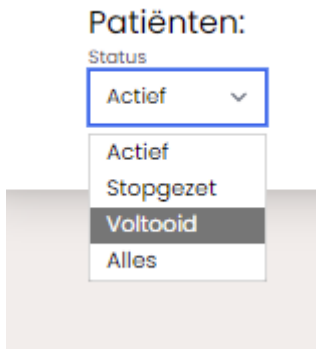 Patiënten:
Status
Actief
Actief
Stopgezet
Voltooid
Alles